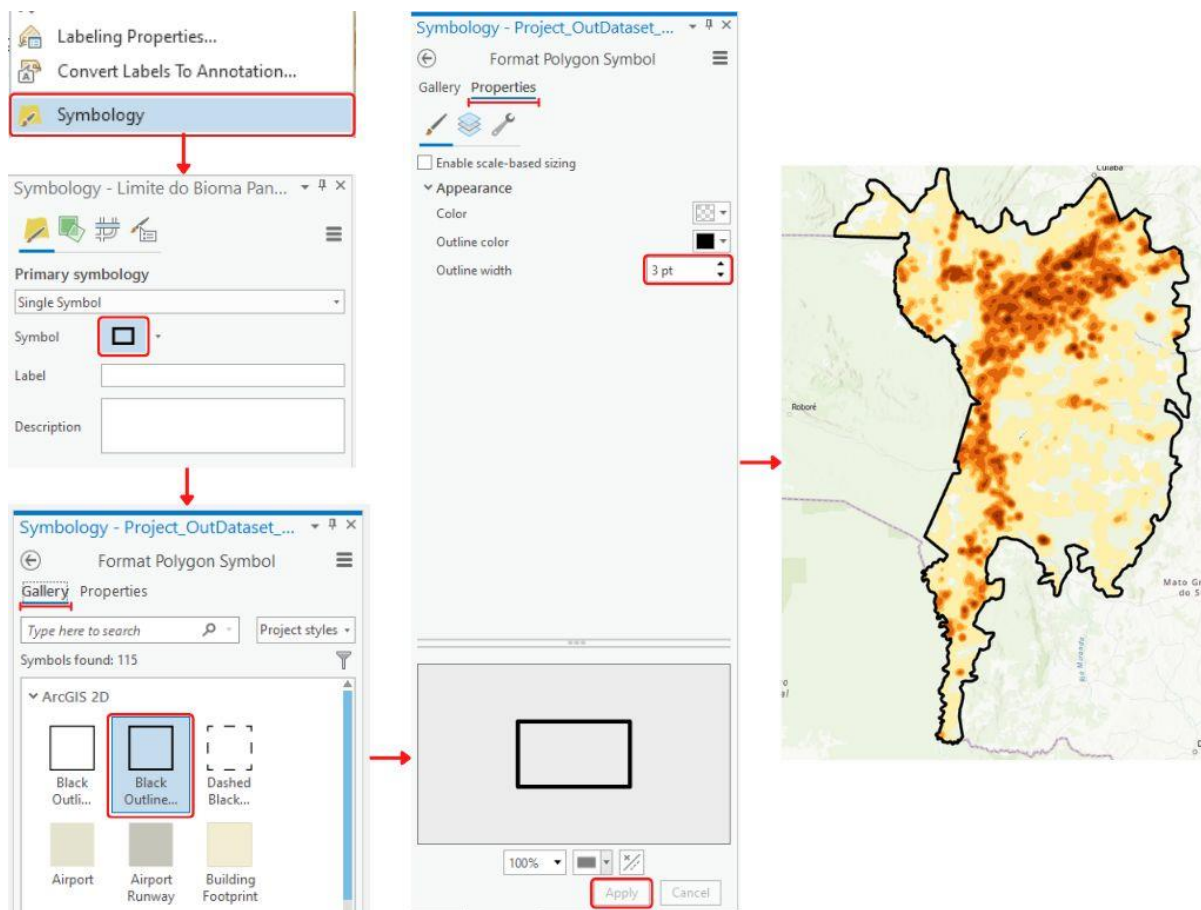 Labeling Properties...
Convert Labels To Annotation...
Symbology
Symbology - Limite do Bioma Pan...
Primary symbology
Single Symbol
Symbol
Label
Description
Symbology - Project_OutDataset_...
Format Polygon Symbol
Gallery Properties
Type here to search
Project styles
Symbols found: 115
ArcGIS 2D
Black
Outli...
Black
Outline...
Dashed
Black...
Airport
Airport
Runway
Building
Footprint
Symbology - Project_OutDataset_...
Format Polygon Symbol
Gallery Properties
Enable scale-based sizing
Appearance
Color
Outline color
Outline width
3 pt
100%
Apply
Cancel
Cuiabá
Roboré
Mato Gr
do S
Rio Miranda